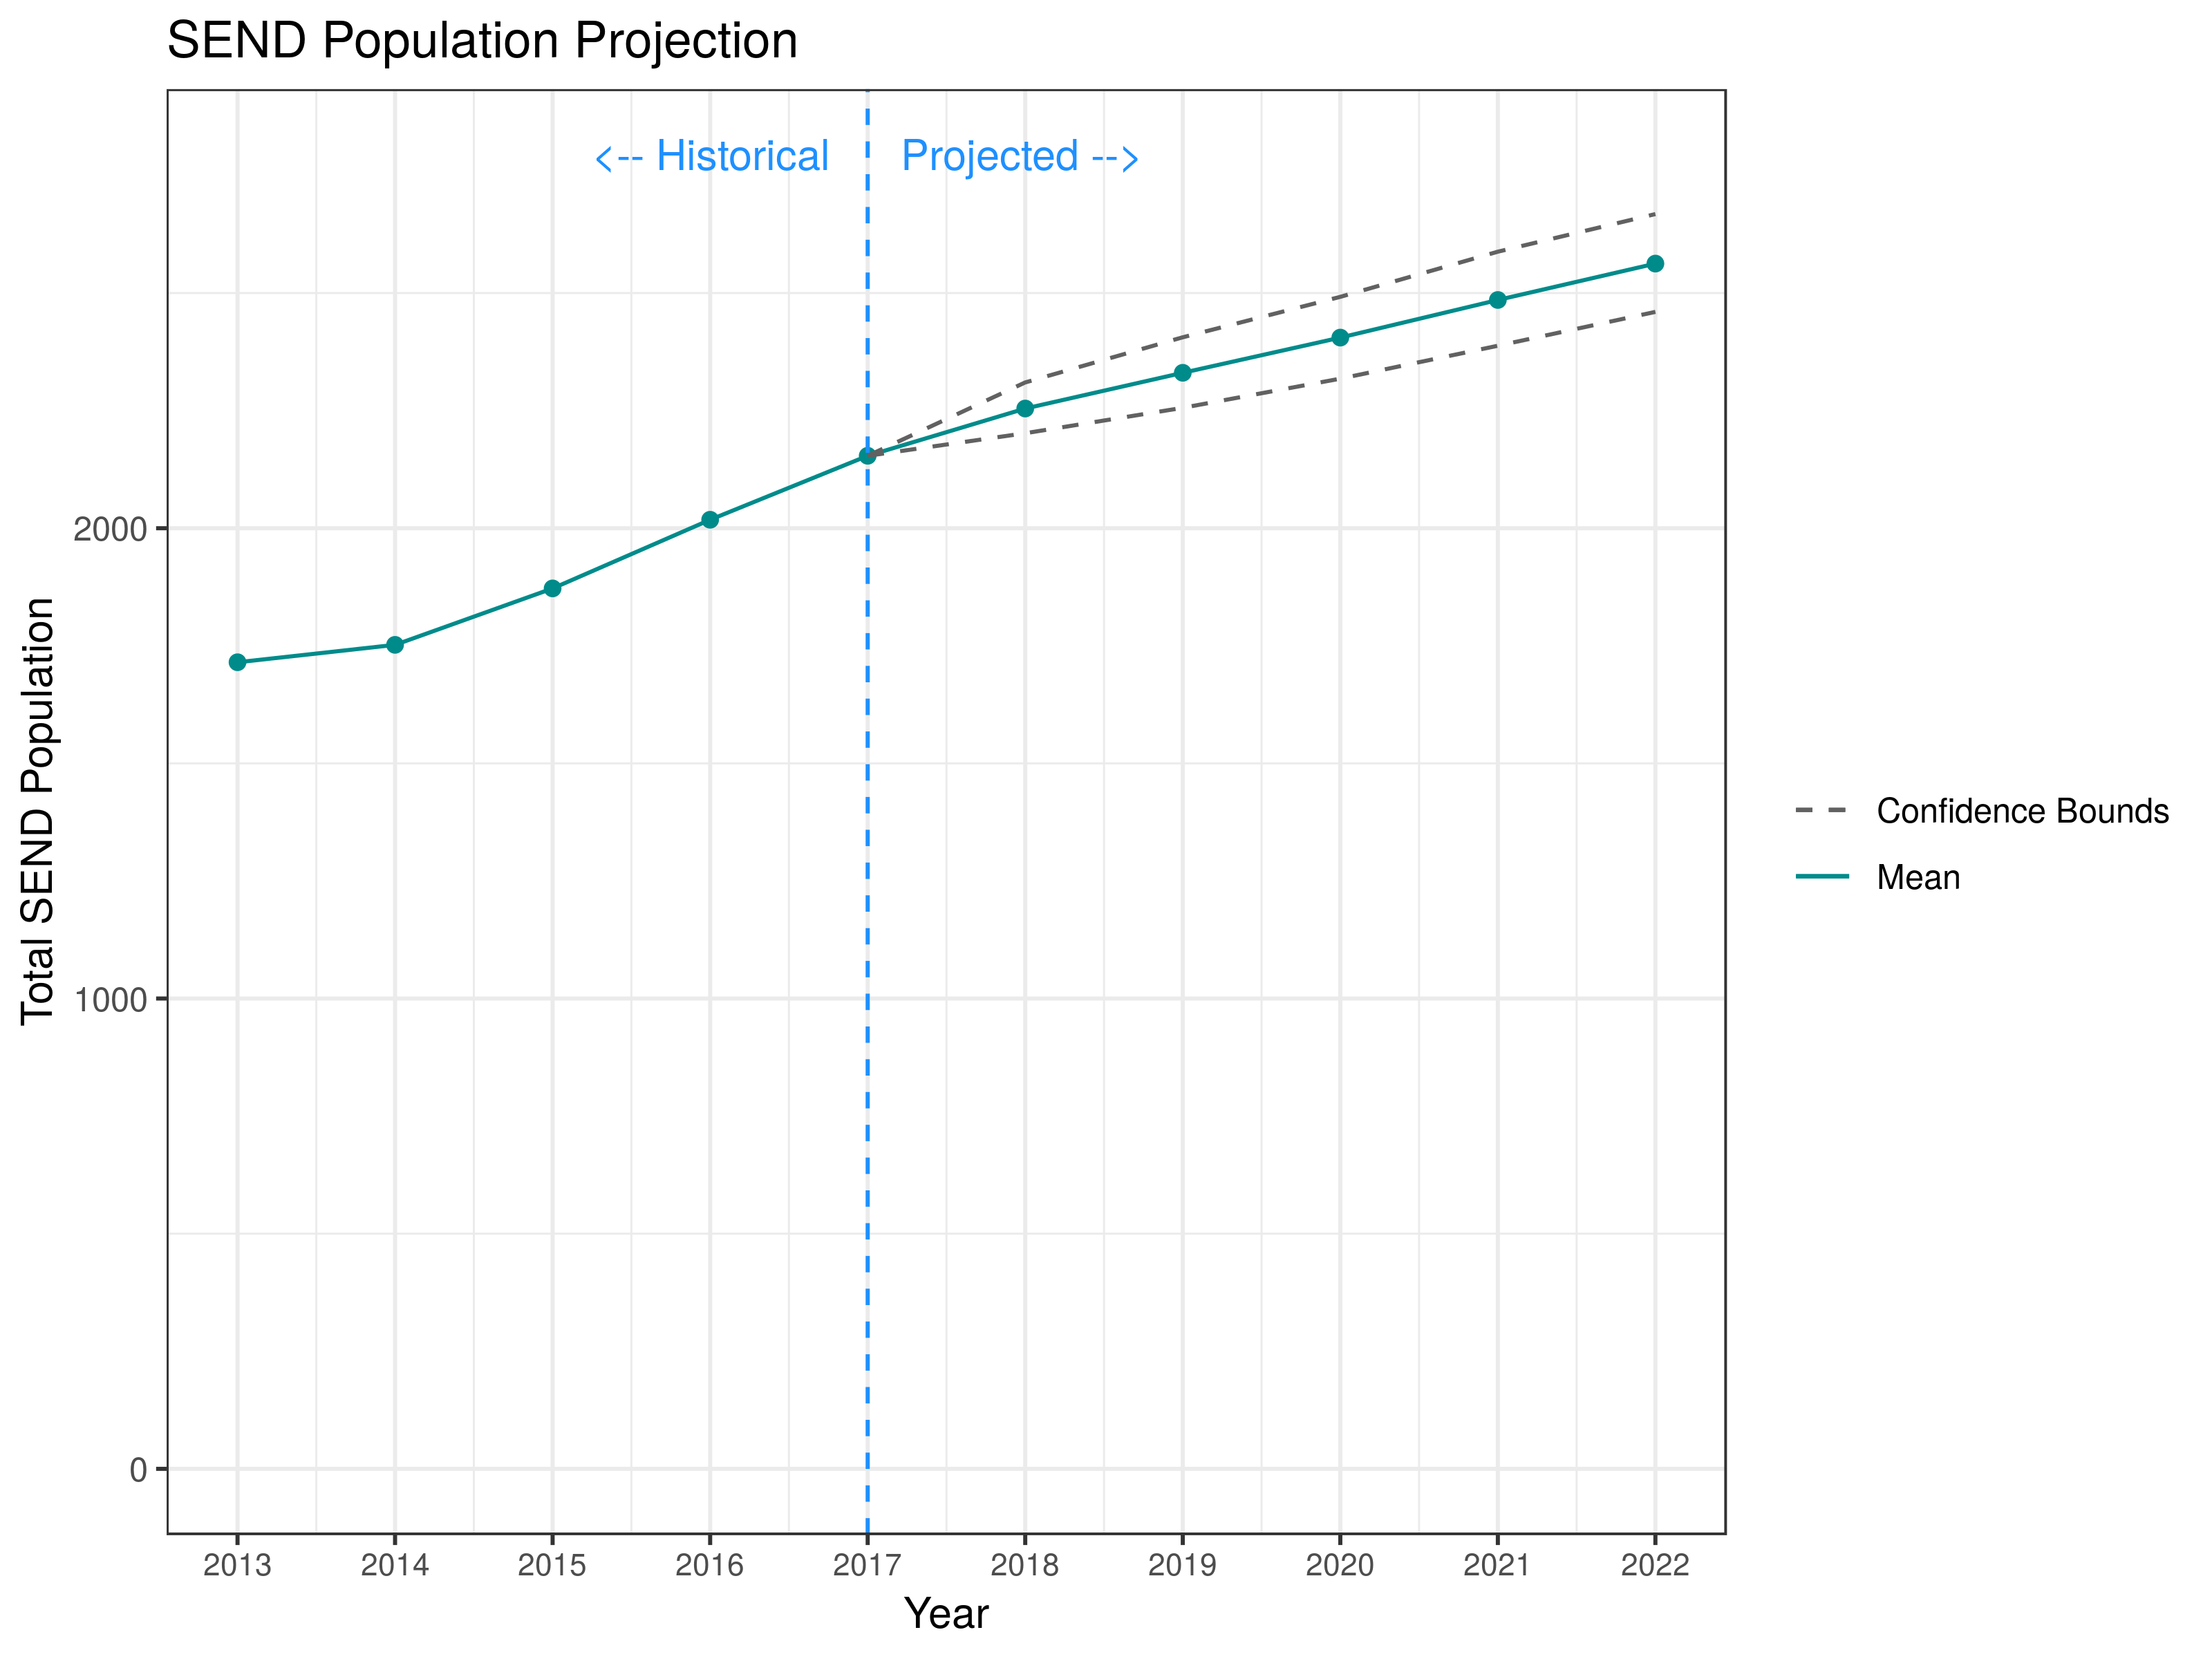 SEND Population Projection
<-- Historical
Projected -->
Total SEND Population
2000
1000
0
2013
2014
2015
2016
2017
2018
2019
2020
2021
2022
Year
Confidence Bounds
Mean